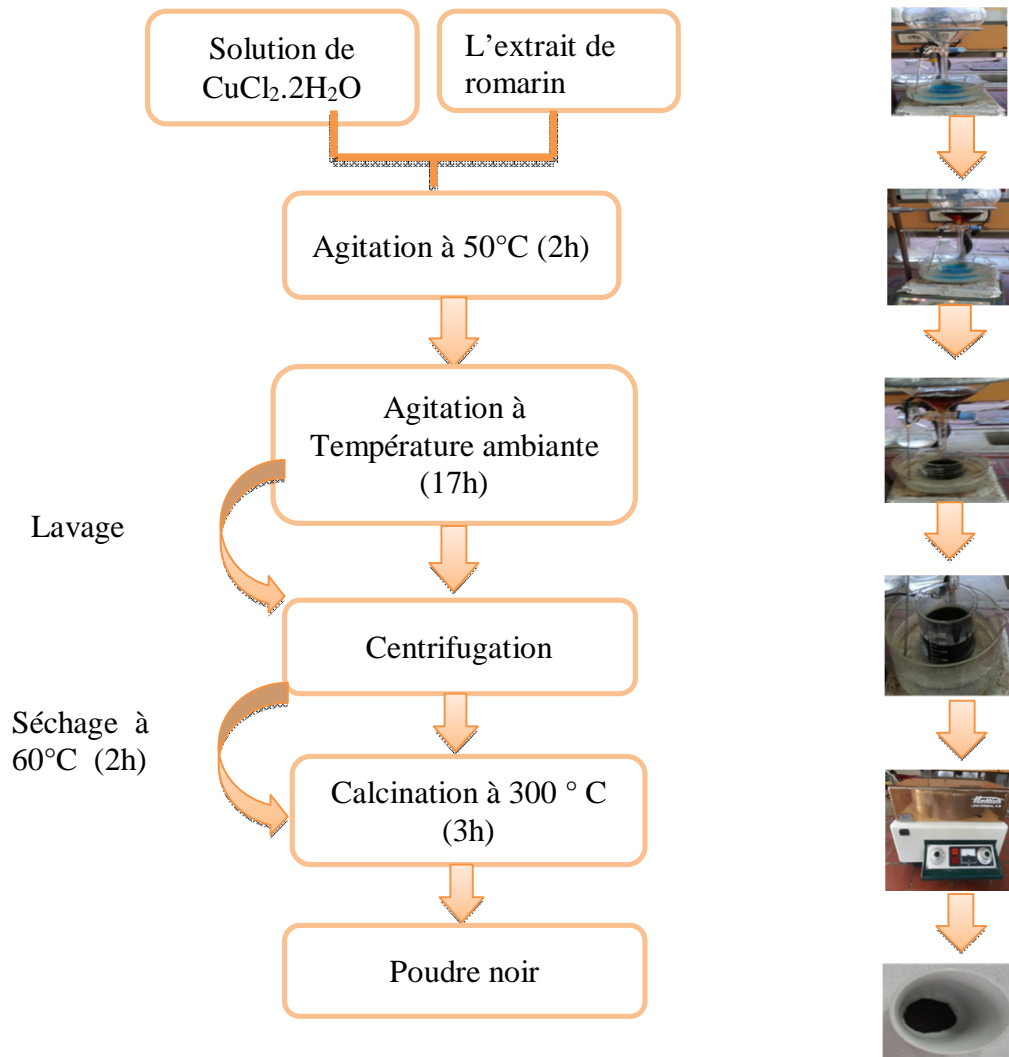 Solution de
CuCl₂.2H₂O
L'extrait de
romarin
Agitation à 50°C (2h)
Agitation à
Température ambiante
(17h)
Lavage
Centrifugation
Séchage à
60°C (2h)
Calcination à 300 ° C
(3h)
Poudre noir
Hettich